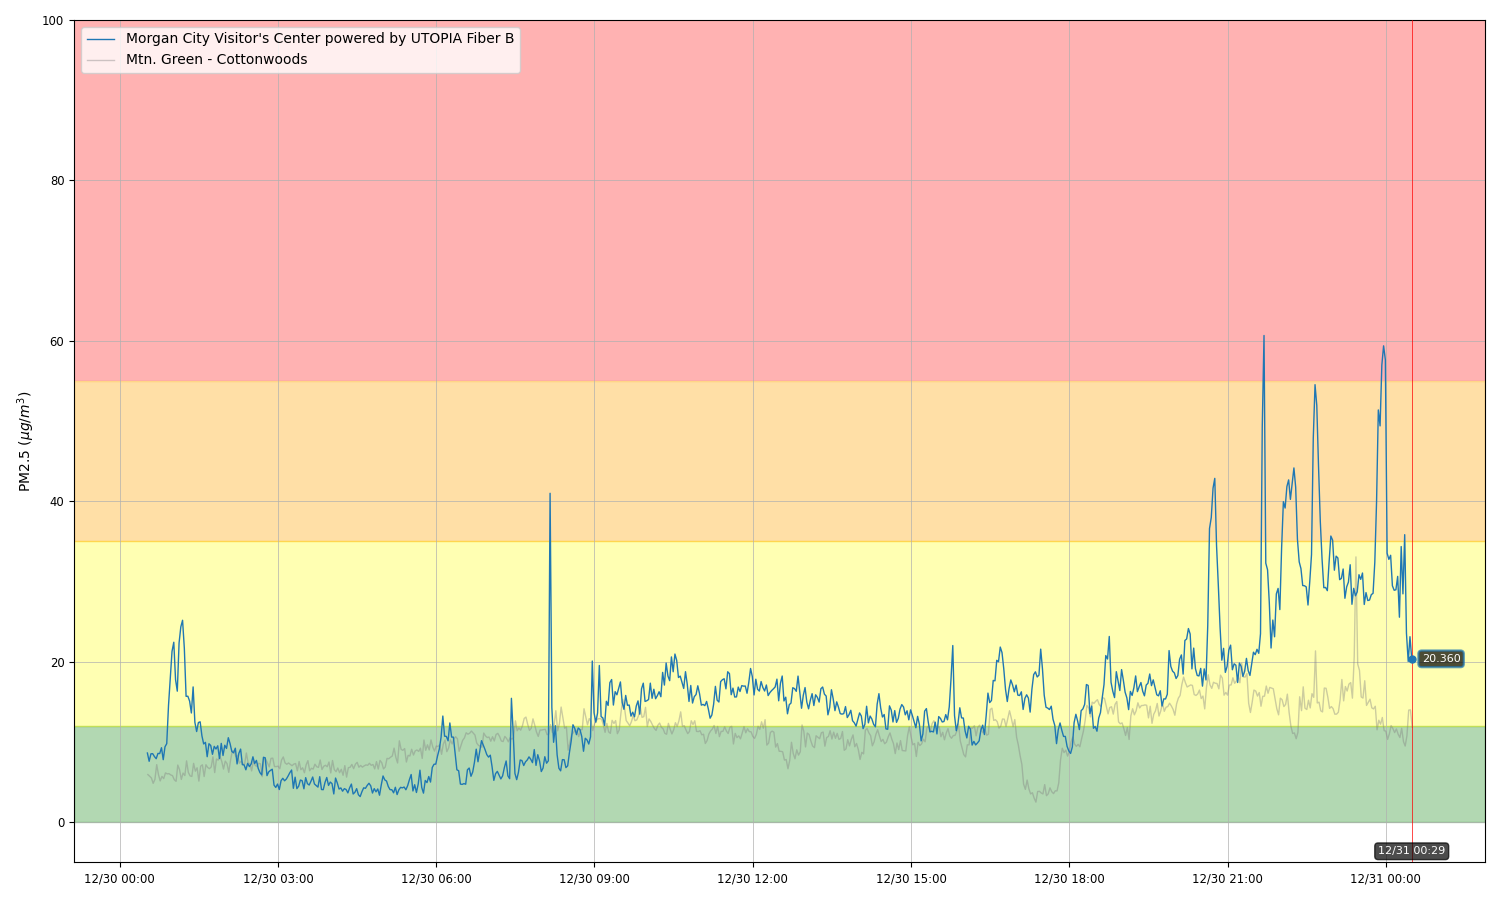 100
80
60
40
20
0
PM2.5 (μg/m³)
Morgan City Visitor's Center powered by UTOPIA Fiber B
Mtn. Green - Cottonwoods
20.360
12/31 00:29
12/30 00:00 12/30 03:00 12/30 06:00 12/30 09:00 12/30 12:00 12/30 15:00 12/30 18:00 12/30 21:00 12/31 00:00